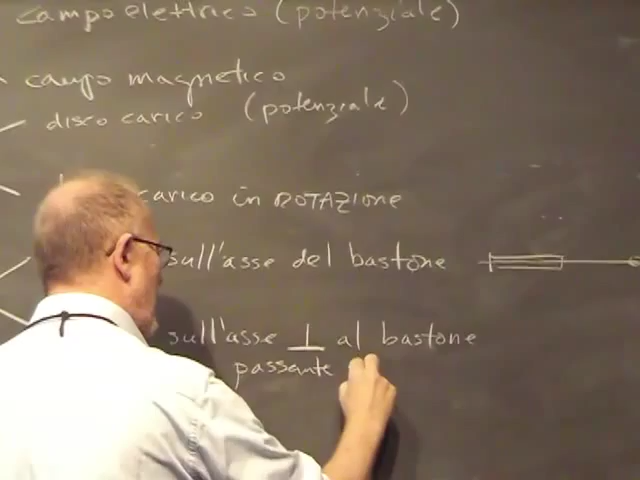 campo elettrico (potenziale)
campo magnetico
disco carico (potenziale)
carico in ROTAZIONE
sull'asse del bastone
sull'asse ⊥ al bastone
passante